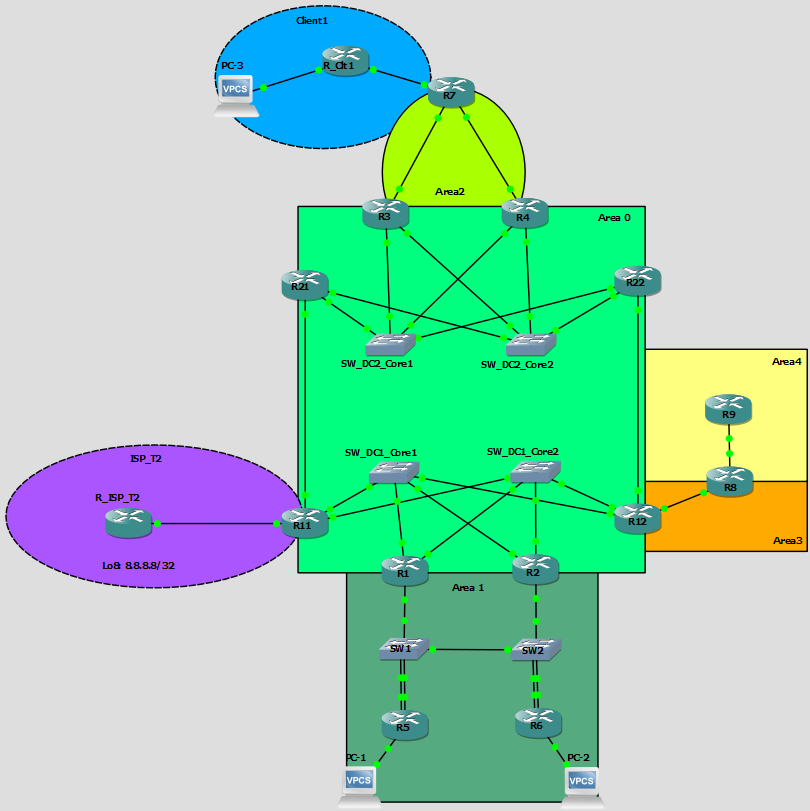 Client1
PC-3
R_Clt1
VPCS
R7
Area2
R3
R4
Area 0
R21
R22
SW_DC2_Core1
SW_DC2_Core2
Area4
R9
SW_DC1_Core1
SW_DC1_Core2
ISP_T2
R_ISP_T2
R8
R11
R12
Area3
Lo8: 8.8.8.8/32
R1
R2
Area 1
SW1
SW2
R5
R6
PC-1
PC-2
VPCS
VPCS